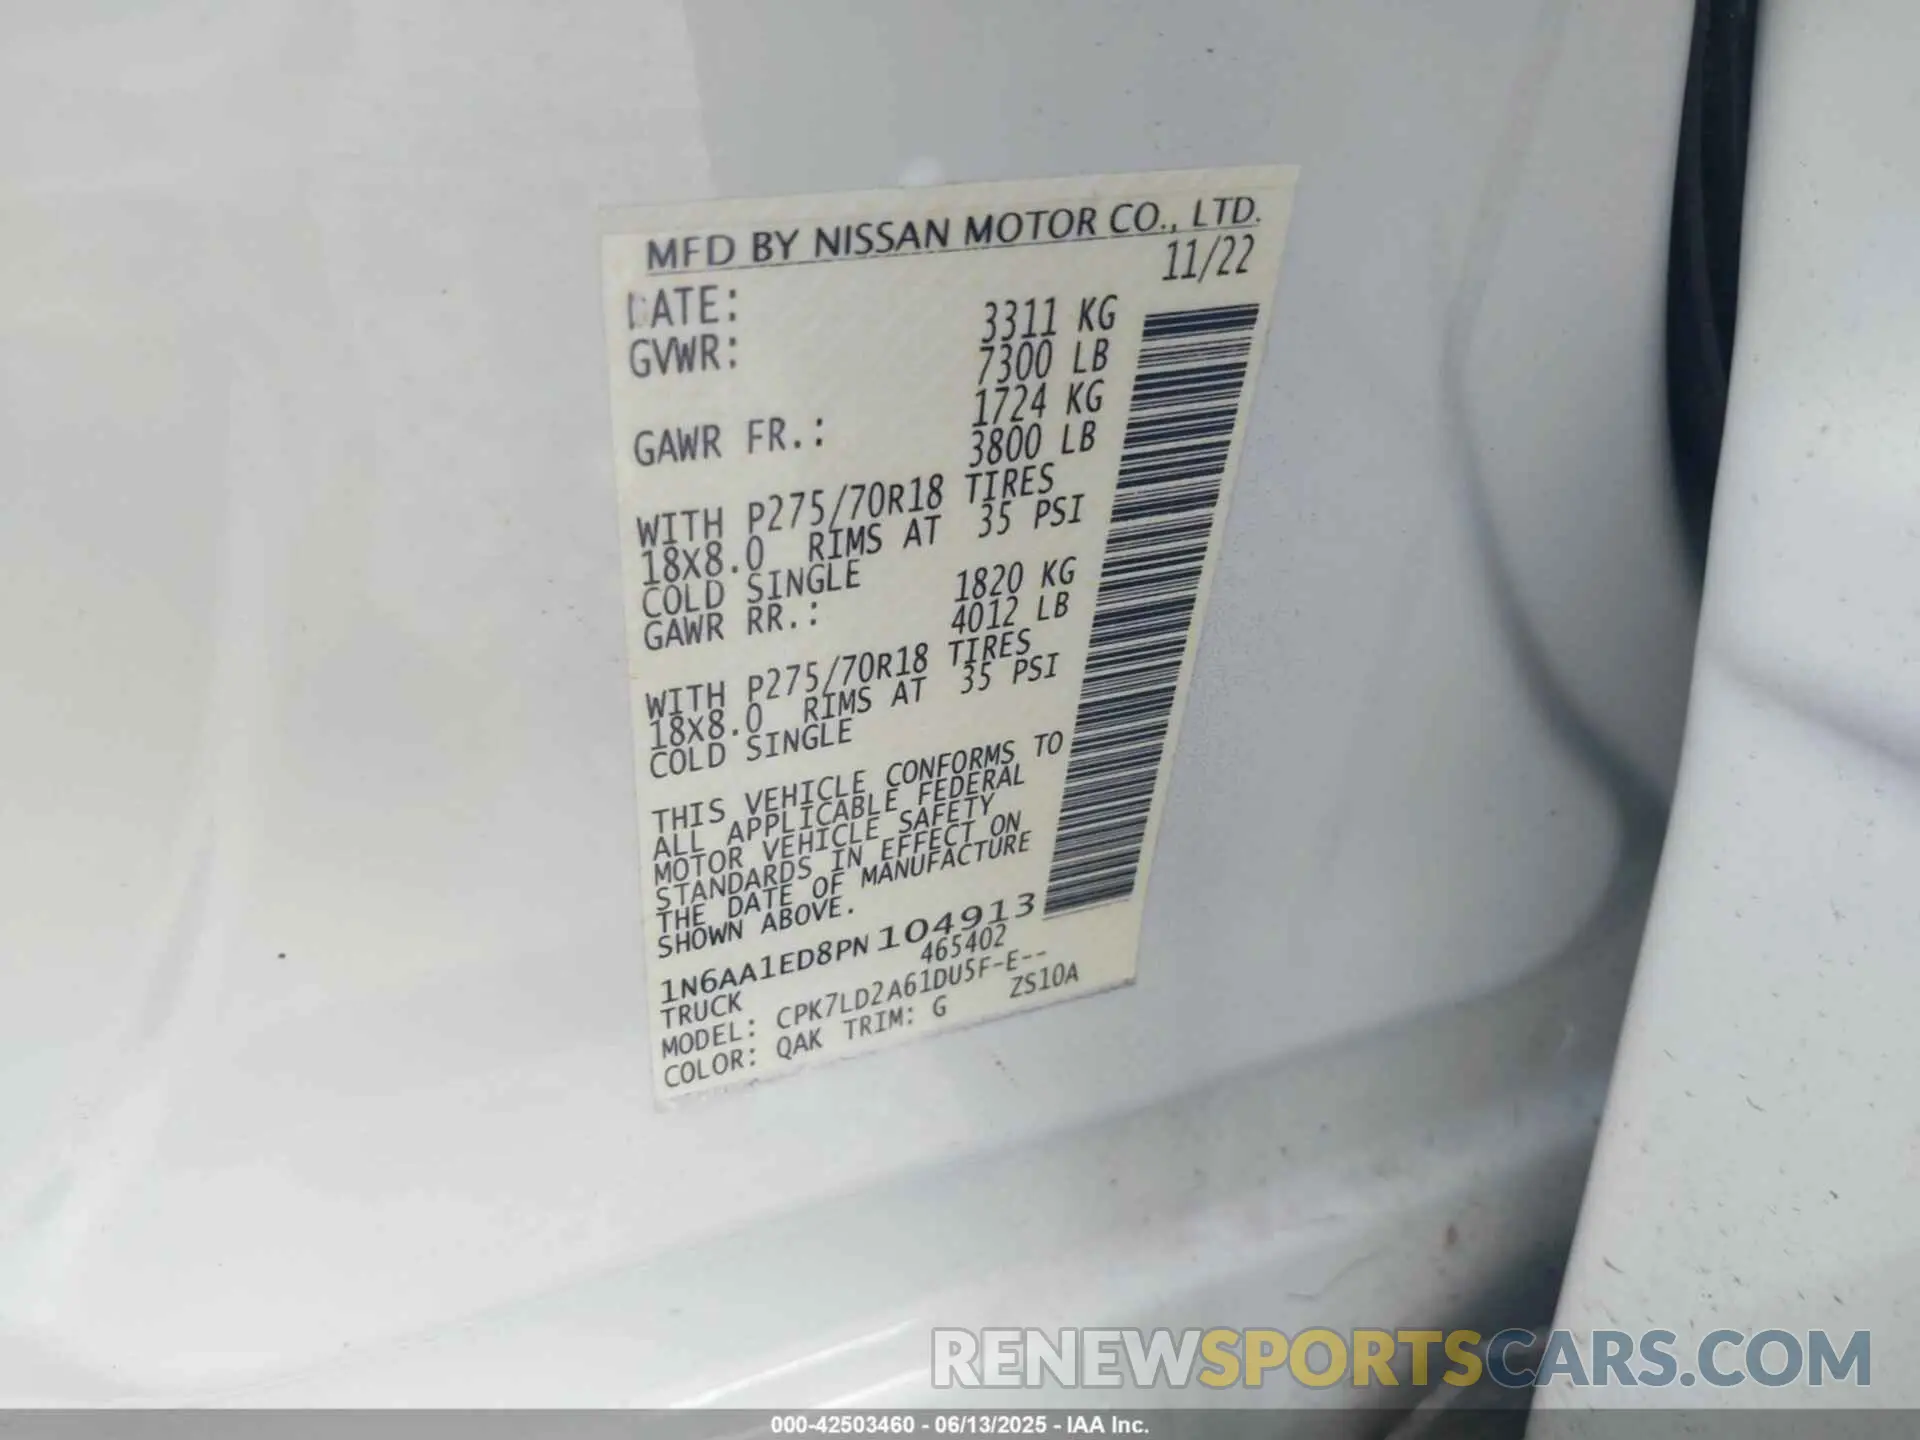 MFD BY NISSAN MOTOR CO., LTD.
DATE: 11/22
GVWR: 3311 KG
7300 LB
GAWR FR.: 1724 KG
3800 LB
WITH P275/70R18 TIRES
18X8.0 RIMS AT 35 PSI
COLD SINGLE
GAWR RR.: 1820 KG
4012 LB
WITH P275/70R18 TIRES
18X8.0 RIMS AT 35 PSI
COLD SINGLE
THIS VEHICLE CONFORMS TO
ALL APPLICABLE FEDERAL
MOTOR VEHICLE SAFETY
STANDARDS IN EFFECT ON
THE DATE OF MANUFACTURE
SHOWN ABOVE.
1N6AA1ED8PN104913
TRUCK 465402
MODEL: CPK7LD2A61DU5F-E--
COLOR: QAK TRIM: G ZS10A
RENEWSPORTSCARS.COM
000-42503460 - 06/13/2025 - IAA Inc.